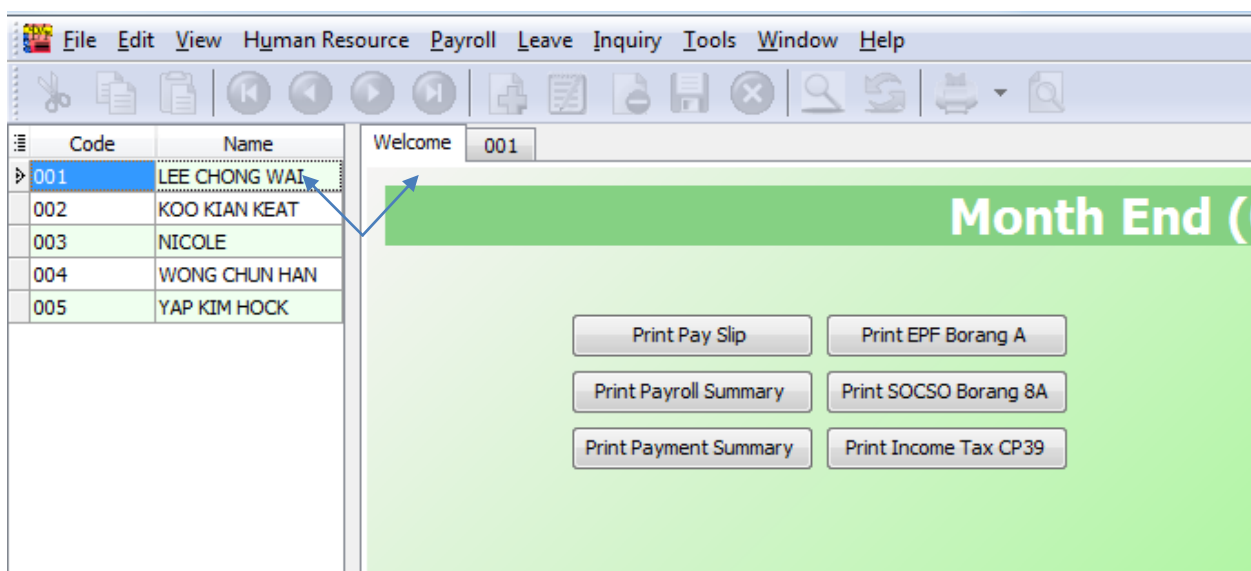 File Edit View Human Resource Payroll Leave Inquiry Tools Window Help
Code Name
001 LEE CHONG WAI
002 KOO KIAN KEAT
003 NICOLE
004 WONG CHUN HAN
005 YAP KIM HOCK
Welcome 001
Month End (
Print Pay Slip Print EPF Borang A
Print Payroll Summary Print SOCSO Borang 8A
Print Payment Summary Print Income Tax CP39